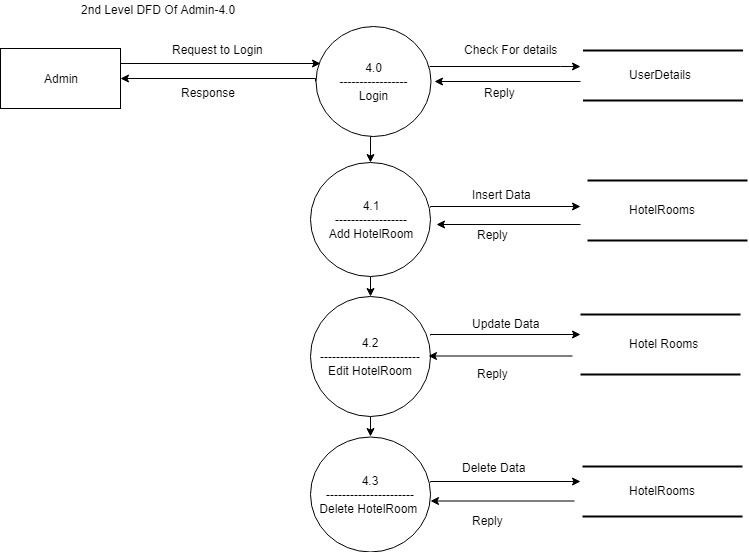 2nd Level DFD Of Admin-4.0
Request to Login
Check For details
4.0
Admin
UserDetails
Response
Login
Reply
4.1
Insert Data
HotelRooms
Add HotelRoom
Reply
4.2
Update Data
Hotel Rooms
Edit HotelRoom
Reply
4.3
Delete Data
HotelRooms
Delete HotelRoom
Reply